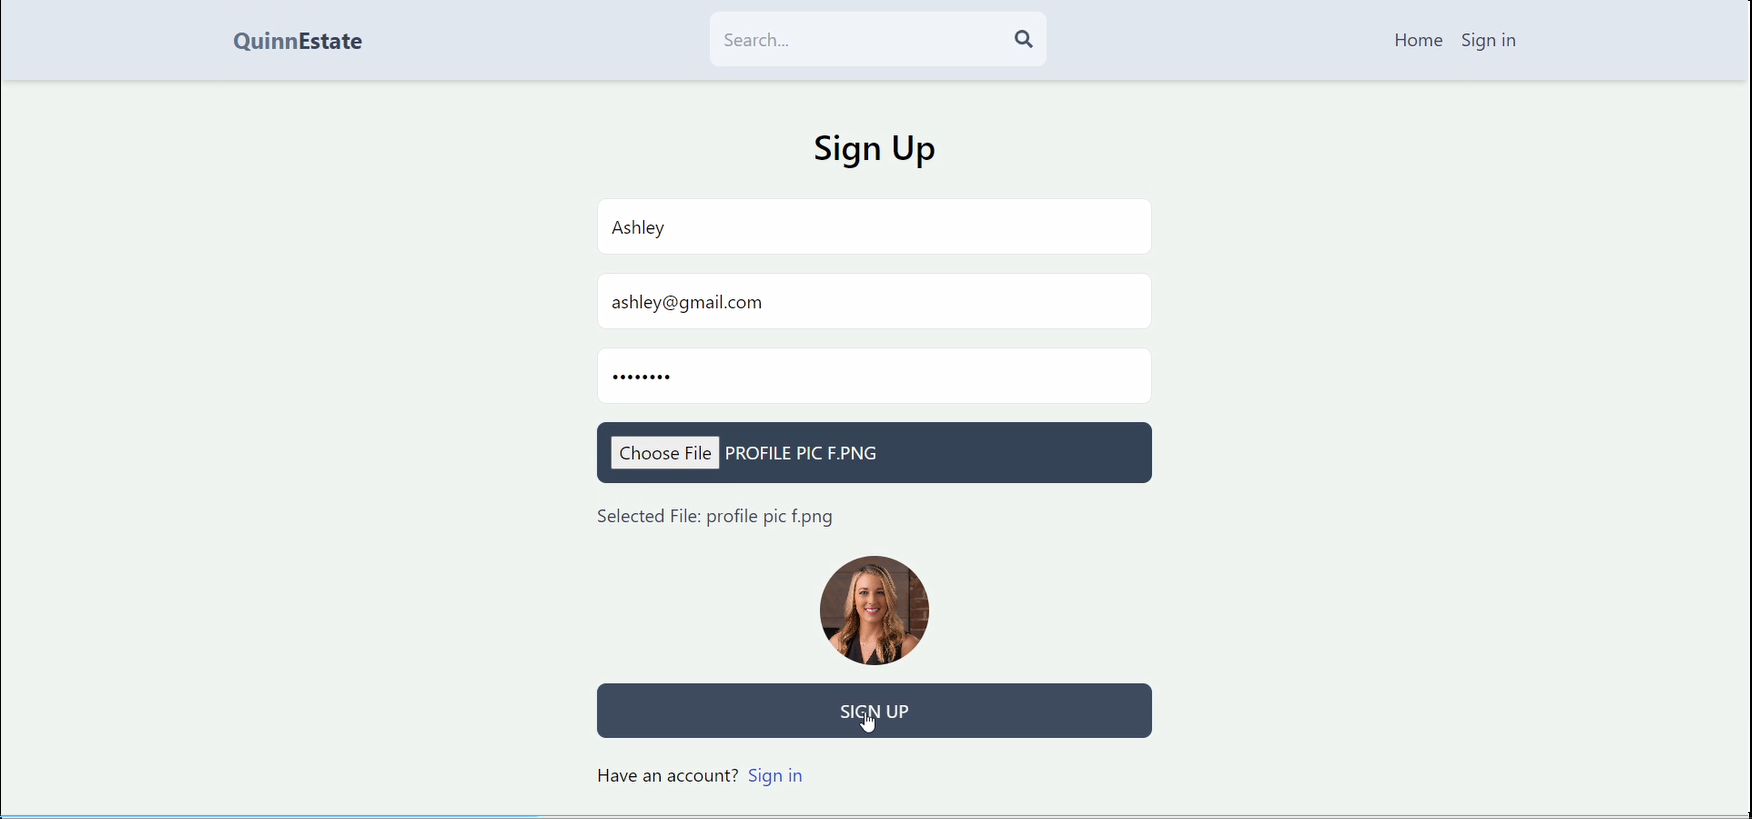 QuinnEstate
Search...
Home Sign in
Sign Up
Ashley
ashley@gmail.com
••••••••
Choose File PROFILE PIC F.PNG
Selected File: profile pic f.png
SIGN UP
Have an account? Sign in